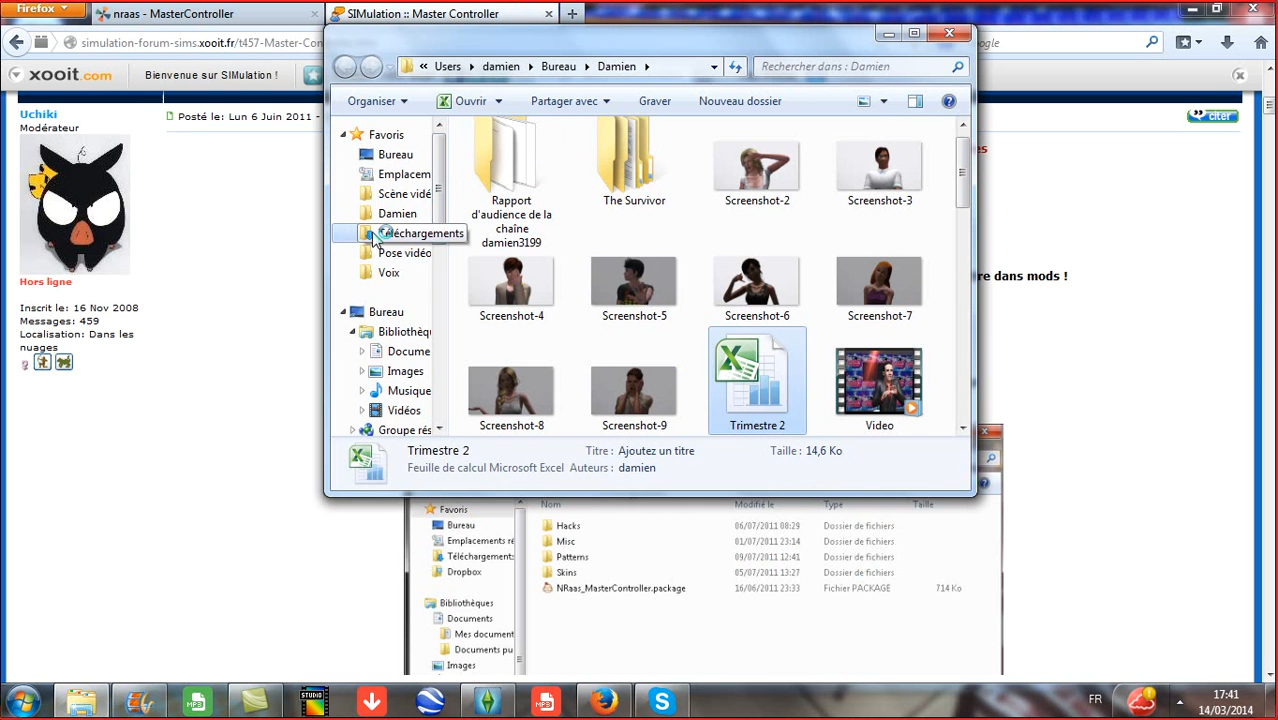 Firefox
nraas - MasterController
SIMulation :: Master Controller
simulation-forum-sims.xooit.fr/t457-Master-Con
oogle
xooit.com
Bienvenue sur SIMulation !
Users
damien
Bureau
Damien
Rechercher dans: Damien
Organiser
Ouvrir
Partager avec
Graver
Nouveau dossier
Uchiki
Modérateur
Hors ligne
Inscrit le: 16 Nov 2008
Messages: 459
Localisation: Dans les
nuages
Posté le: Lun 6 Juin 2011 -
citer
es
re dans mods !
Favoris
Bureau
Emplacem
Scène vidé
Damien
Téléchargements
Pose vidéo
Voix
Bureau
Bibliothèq
Docume
Images
Musique
Vidéos
Groupe rés
Rapport
d'audience de la
chaîne
damien3199
The Survivor
Screenshot-2
Screenshot-3
Screenshot-4
Screenshot-5
Screenshot-6
Screenshot-7
Screenshot-8
Screenshot-9
Trimestre 2
Video
Trimestre 2
Titre : Ajoutez un titre
Taille : 14,6 Ko
Feuille de calcul Microsoft Excel
Auteurs : damien
Favoris
Bureau
Emplacements ré
Téléchargement:
Dropbox
Bibliothèques
Documents
Mes document
Documents pu
Images
Nom
Modifié le
Type
Taille
Hacks
06/07/2011 08:29
Dossier de fichiers
Misc
01/07/2011 23:14
Dossier de fichiers
Patterns
09/07/2011 12:41
Dossier de fichiers
Skins
05/07/2011 13:27
Dossier de fichiers
NRaas_MasterController.package
16/06/2011 23:33
Fichier PACKAGE
714 Ko
MP3
STUDIO
MP3
FR
17:41
14/03/2014